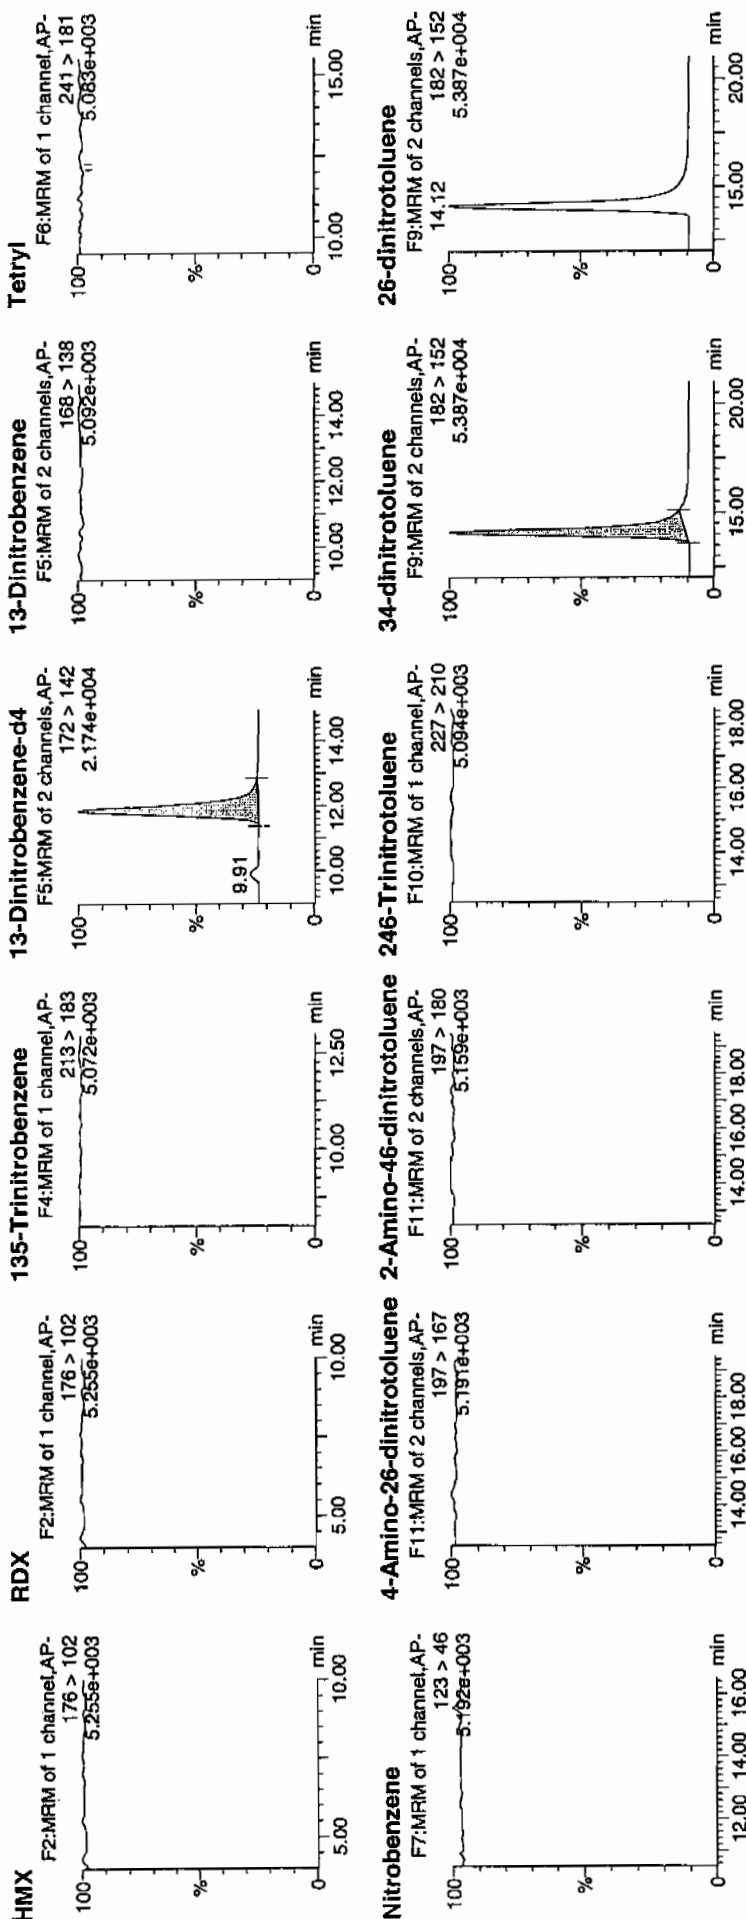 HMX
F2:MRM of 1 channel,AP-
176 > 102
5.255e+003
100
%
0
5.00
10.00
min
RDX
F2:MRM of 1 channel,AP-
176 > 102
5.255e+003
100
%
0
5.00
10.00
min
135-Trinitrobenzene
F4:MRM of 1 channel,AP-
213 > 183
5.072e+003
100
%
0
10.00
12.50
min
13-Dinitrobenzene-d4
F5:MRM of 2 channels,AP-
172 > 142
2.174e+004
100
9.91
%
0
10.00
12.00
14.00
min
13-Dinitrobenzene
F5:MRM of 2 channels,AP-
168 > 138
5.092e+003
100
%
0
10.00
12.00
14.00
min
Tetryl
F6:MRM of 1 channel,AP-
241 > 181
5.083e+003
100
%
0
10.00
15.00
min
Nitrobenzene
F7:MRM of 1 channel,AP-
123 > 46
5.192e+003
100
%
0
12.00
14.00
16.00
min
4-Amino-26-dinitrotoluene
F11:MRM of 2 channels,AP-
197 > 167
5.191e+003
100
%
0
14.00
16.00
18.00
min
2-Amino-46-dinitrotoluene
F11:MRM of 2 channels,AP-
197 > 180
5.159e+003
100
%
0
14.00
16.00
18.00
min
246-Trinitrotoluene
F10:MRM of 1 channel,AP-
227 > 210
5.094e+003
100
%
0
14.00
16.00
18.00
min
34-dinitrotoluene
F9:MRM of 2 channels,AP-
182 > 152
5.387e+004
100
%
0
15.00
20.00
min
26-dinitrotoluene
F9:MRM of 2 channels,AP-
182 > 152
5.387e+004
14.12
100
%
0
15.00
20.00
min